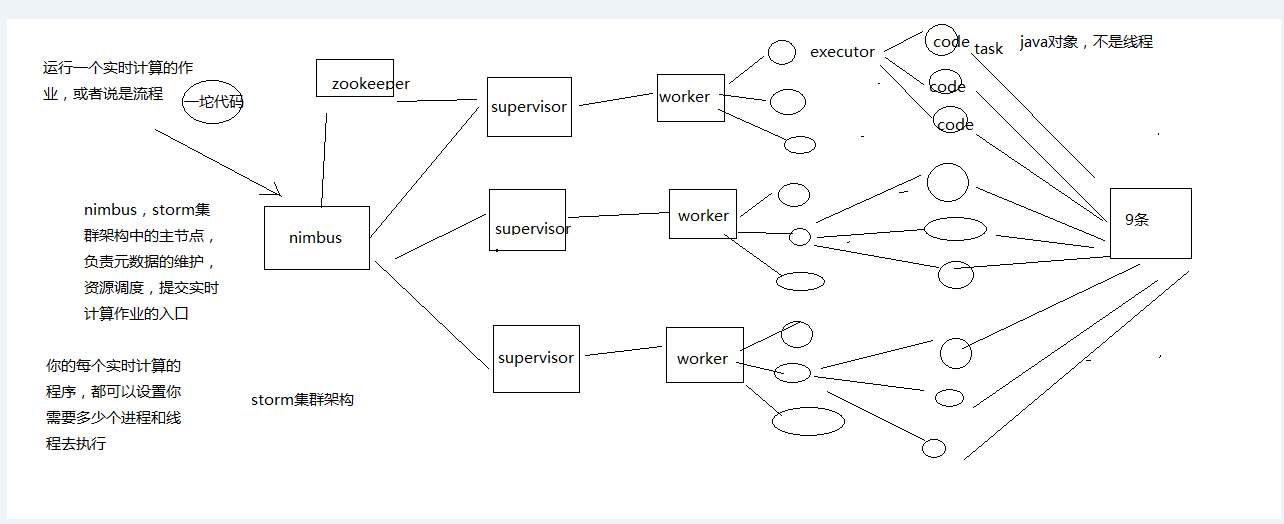 运行一个实时计算的作
业，或者说是流程
一坨代码
zookeeper
supervisor
worker
executor
code
task
java对象，不是线程
code
code
nimbus，storm集
群架构中的主节点，
负责元数据的维护，
资源调度，提交实时
计算作业的入口
nimbus
supervisor
worker
9条
supervisor
worker
你的每个实时计算的
程序，都可以设置你
需要多少个进程和线
程去执行
storm集群架构